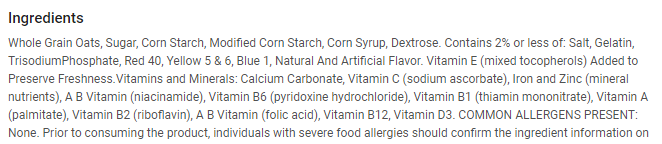 Ingredients
Whole Grain Oats, Sugar, Corn Starch, Modified Corn Starch, Corn Syrup, Dextrose. Contains 2% or less of: Salt, Gelatin,
TrisodiumPhosphate, Red 40, Yellow 5 & 6, Blue 1, Natural And Artificial Flavor. Vitamin E (mixed tocopherols) Added to
Preserve Freshness.Vitamins and Minerals: Calcium Carbonate, Vitamin C (sodium ascorbate), Iron and Zinc (mineral
nutrients), A B Vitamin (niacinamide), Vitamin B6 (pyridoxine hydrochloride), Vitamin B1 (thiamin mononitrate), Vitamin A
(palmitate), Vitamin B2 (riboflavin), A B Vitamin (folic acid), Vitamin B12, Vitamin D3. COMMON ALLERGENS PRESENT:
None. Prior to consuming the product, individuals with severe food allergies should confirm the ingredient information on